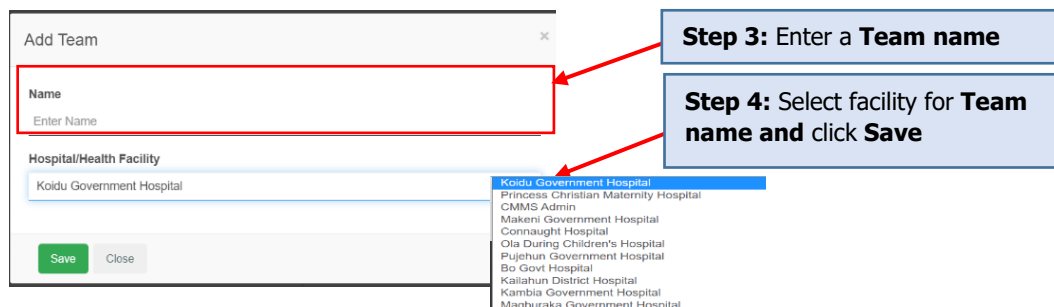 Add Team
×
Name
Enter Name
Hospital/Health Facility
Koidu Government Hospital
Save
Close
Step 3: Enter a Team name
Step 4: Select facility for Team
name and click Save
Koidu Government Hospital
Princess Christian Maternity Hospital
CMMS Admin
Makeni Government Hospital
Connaught Hospital
Ola During Children's Hospital
Pujehun Government Hospital
Bo Govt Hospital
Kailahun District Hospital
Kambia Government Hospital
Magburaka Government Hospital